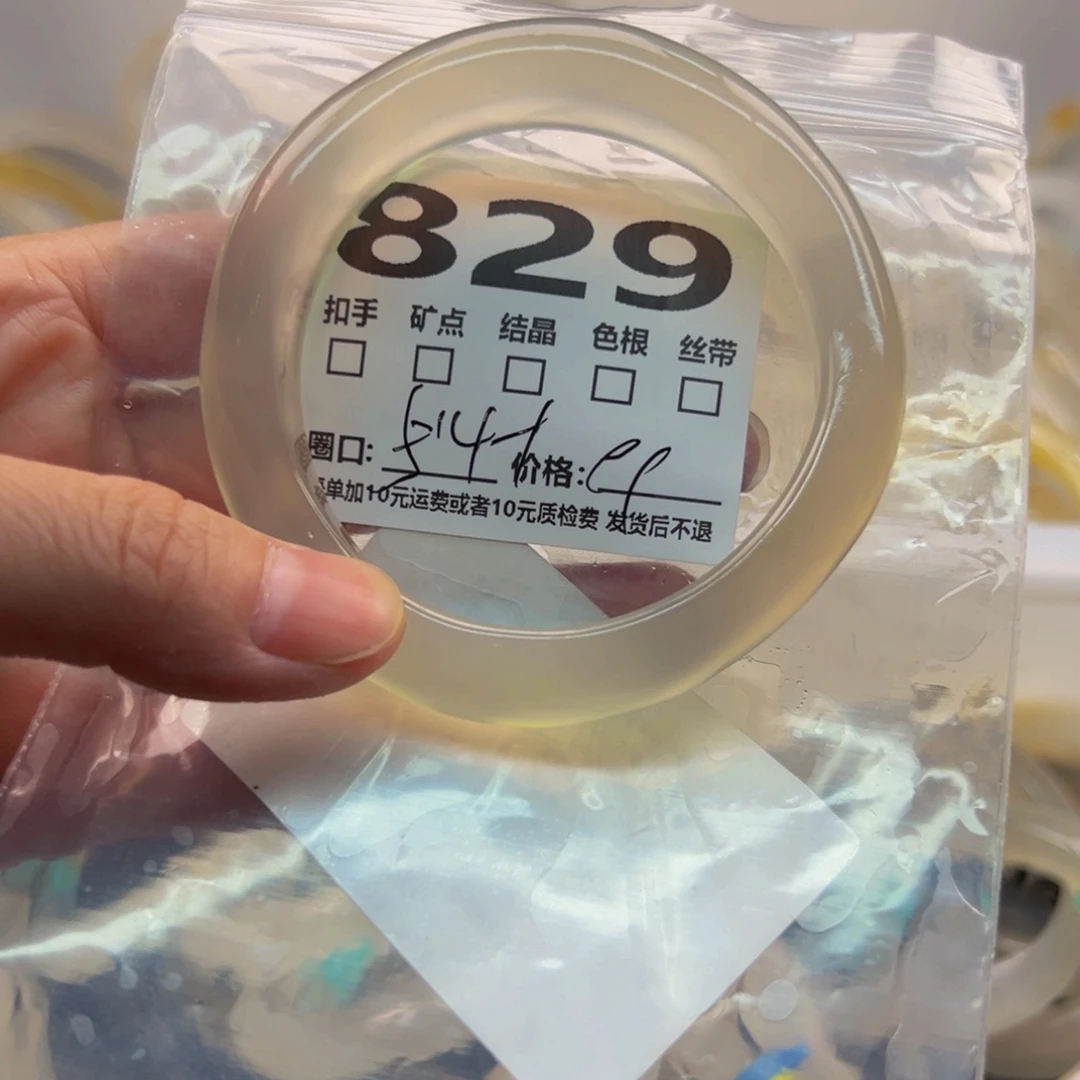 829
扣手 矿点 结晶 色根 丝带
圈口: 价格:
单加10元运费或者10元质检费 发货后不退